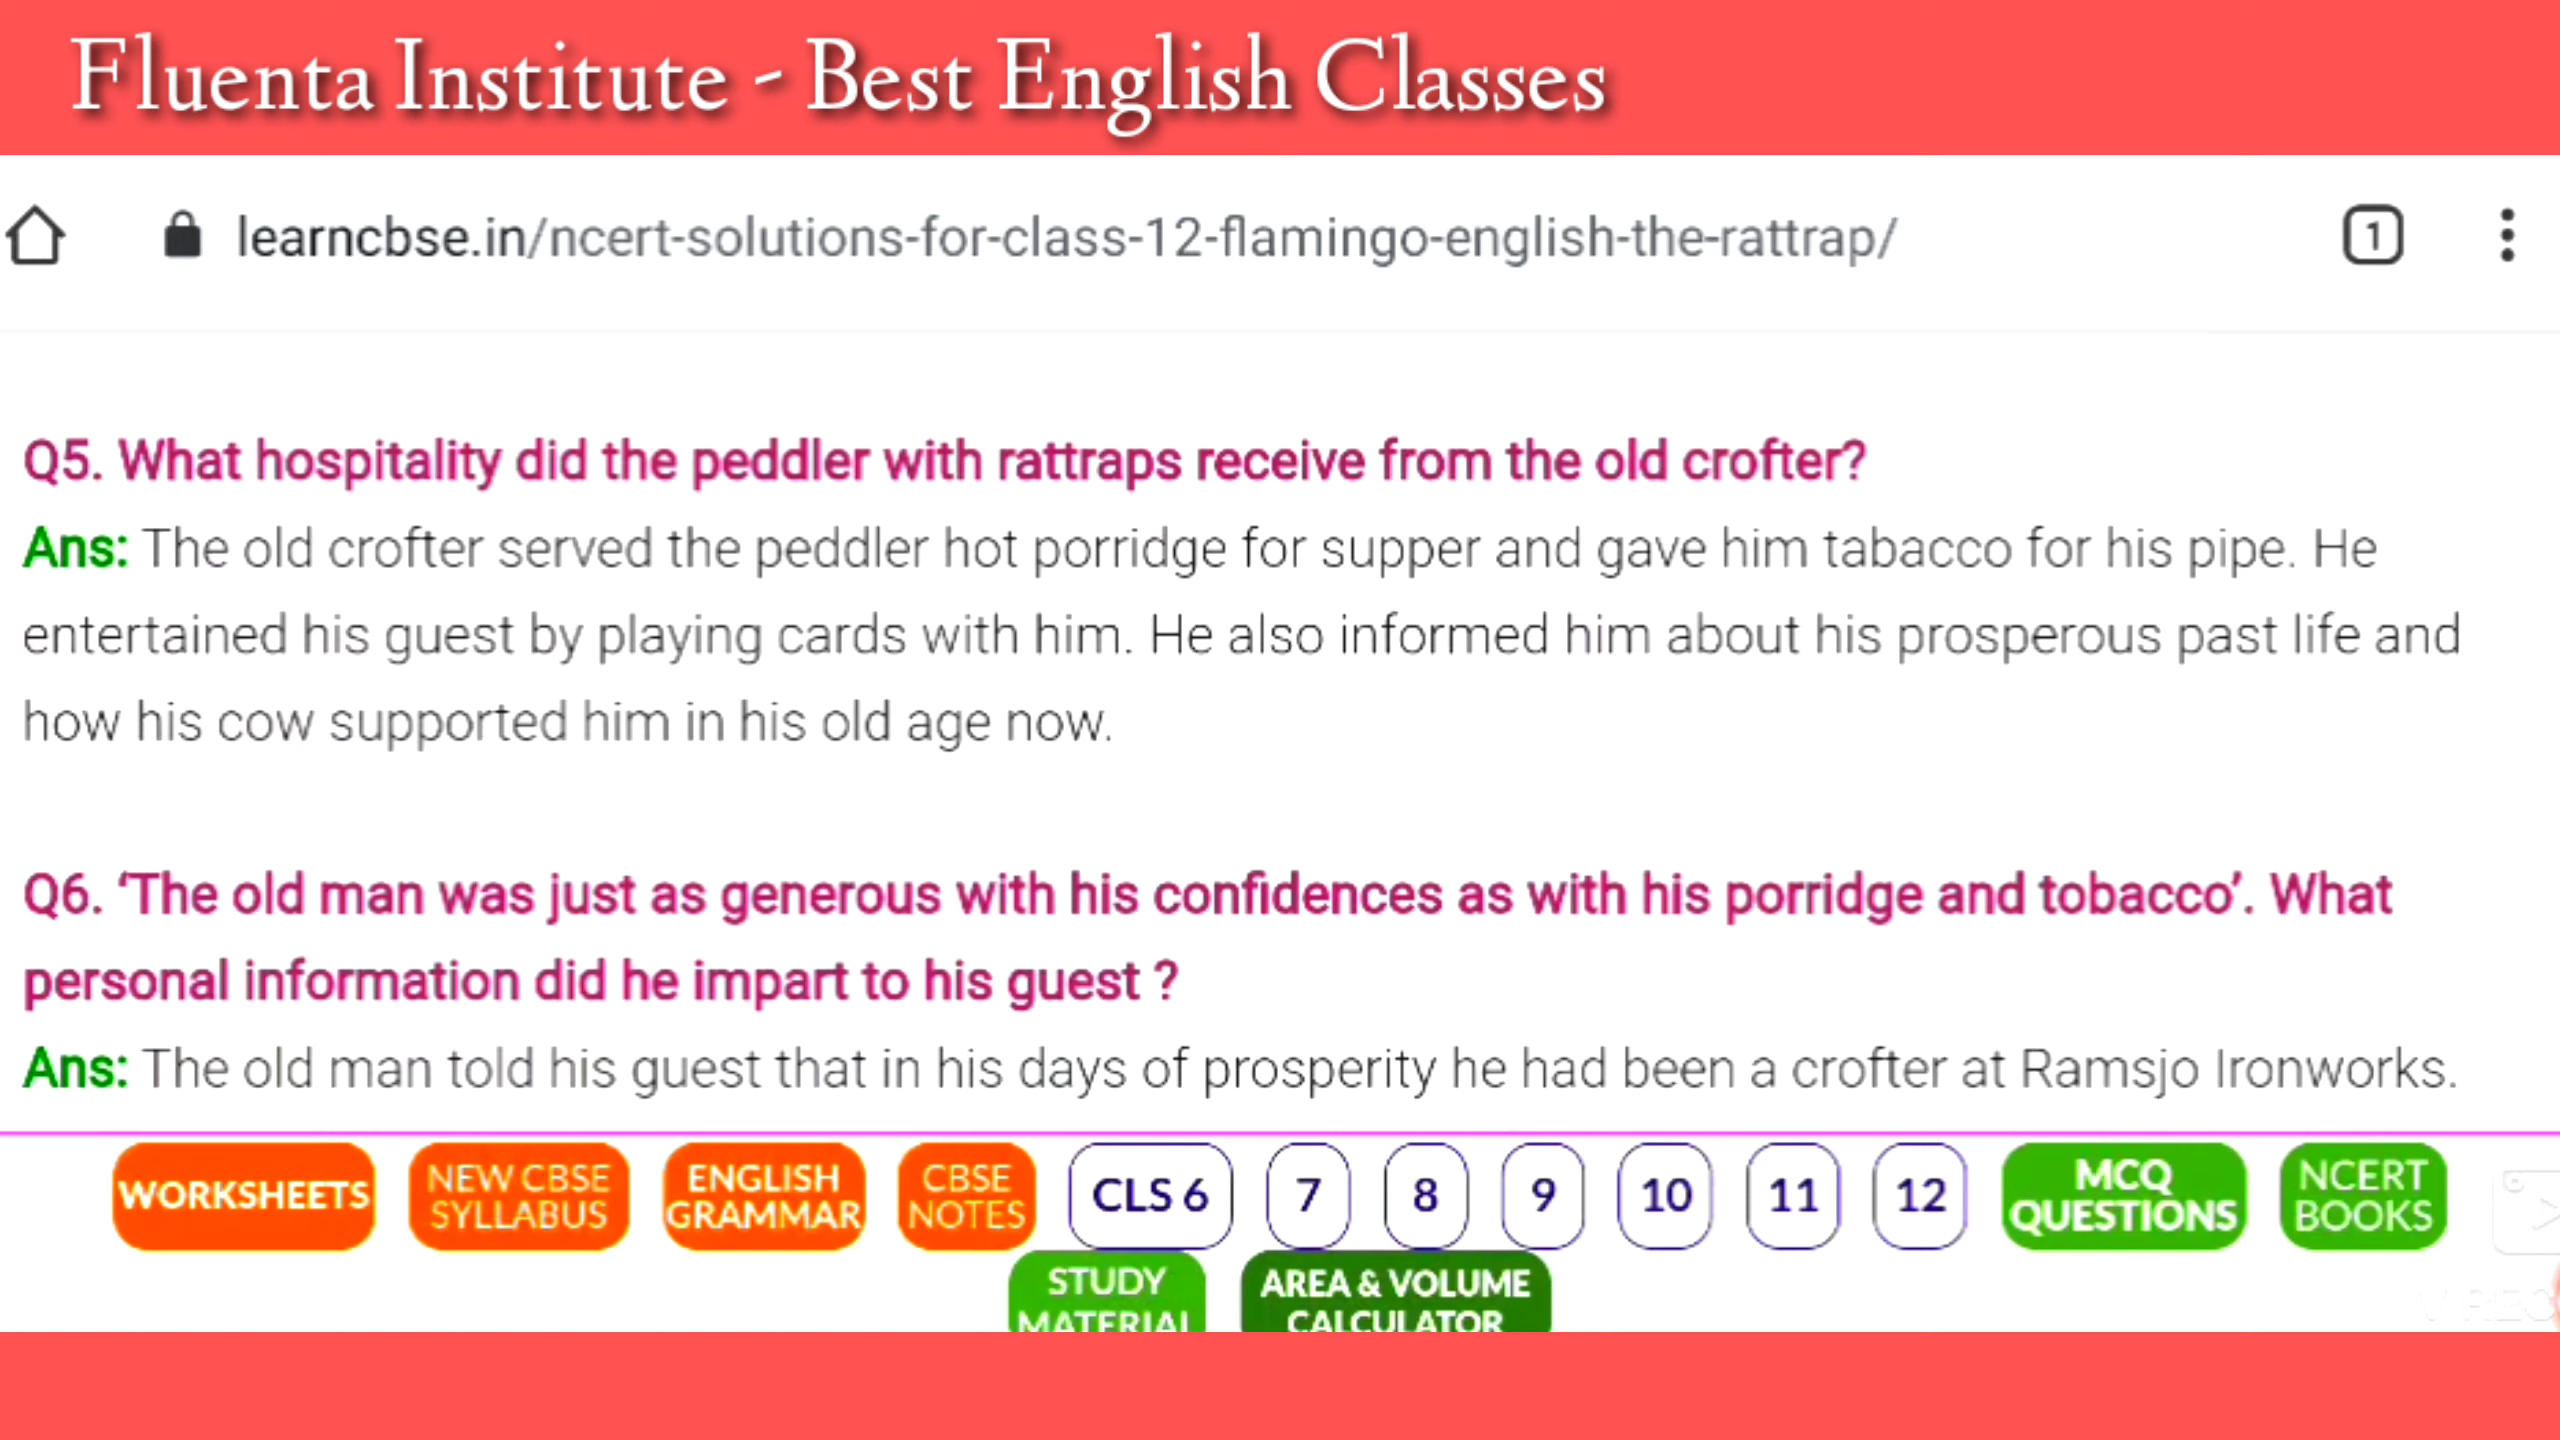 Fluenta Institute - Best English Classes
learncbse.in/ncert-solutions-for-class-12-flamingo-english-the-rattrap/
1
Q5. What hospitality did the peddler with rattraps receive from the old crofter?
Ans: The old crofter served the peddler hot porridge for supper and gave him tabacco for his pipe. He
entertained his guest by playing cards with him. He also informed him about his prosperous past life and
how his cow supported him in his old age now.
Q6. ‘The old man was just as generous with his confidences as with his porridge and tobacco’. What
personal information did he impart to his guest ?
Ans: The old man told his guest that in his days of prosperity he had been a crofter at Ramsjo Ironworks.
WORKSHEETS
NEW CBSE
SYLLABUS
ENGLISH
GRAMMAR
CBSE
NOTES
CLS 6
7
8
9
10
11
12
MCQ
QUESTIONS
NCERT
BOOKS
STUDY
MATERIAL
AREA & VOLUME
CALCULATOR